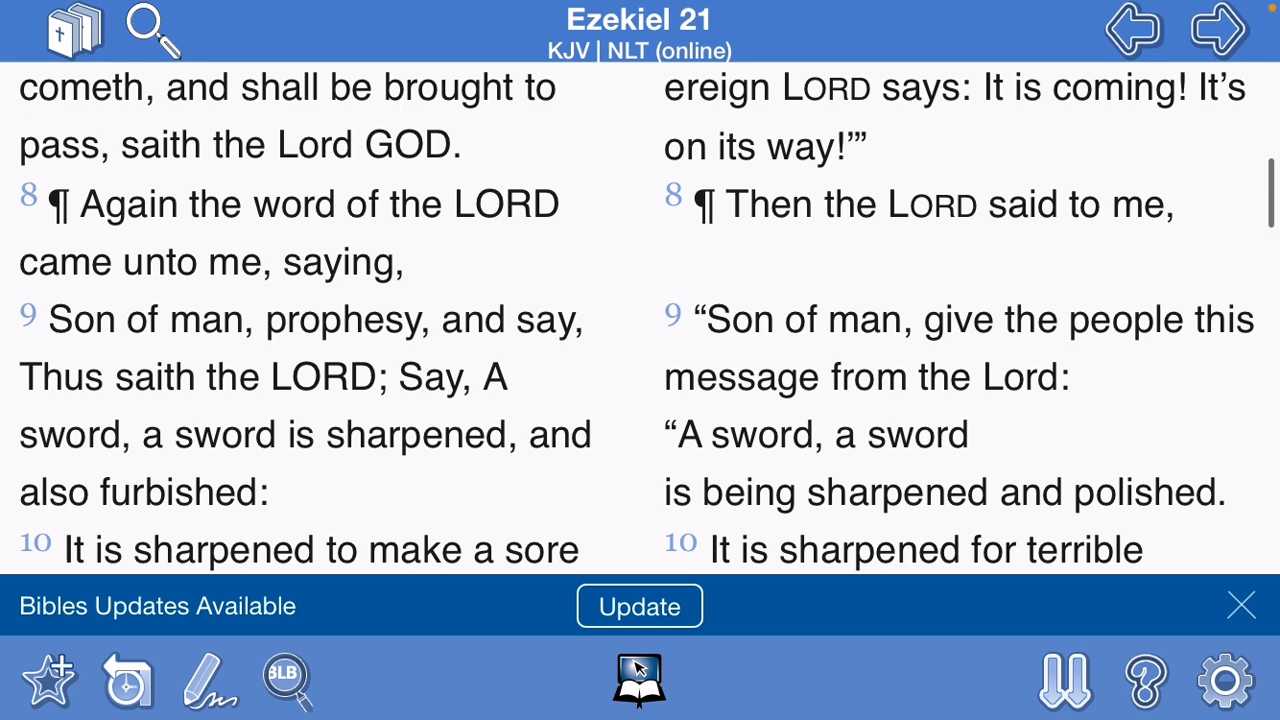 Ezekiel 21
KJV | NLT (online)
cometh, and shall be brought to
pass, saith the Lord GOD.
8 ¶ Again the word of the LORD
came unto me, saying,
9 Son of man, prophesy, and say,
Thus saith the LORD; Say, A
sword, a sword is sharpened, and
also furbished:
10 It is sharpened to make a sore
ereign LORD says: It is coming! It’s
on its way!’”
8 ¶ Then the LORD said to me,
9 “Son of man, give the people this
message from the Lord:
“A sword, a sword
is being sharpened and polished.
10 It is sharpened for terrible
Bibles Updates Available
Update
BLB